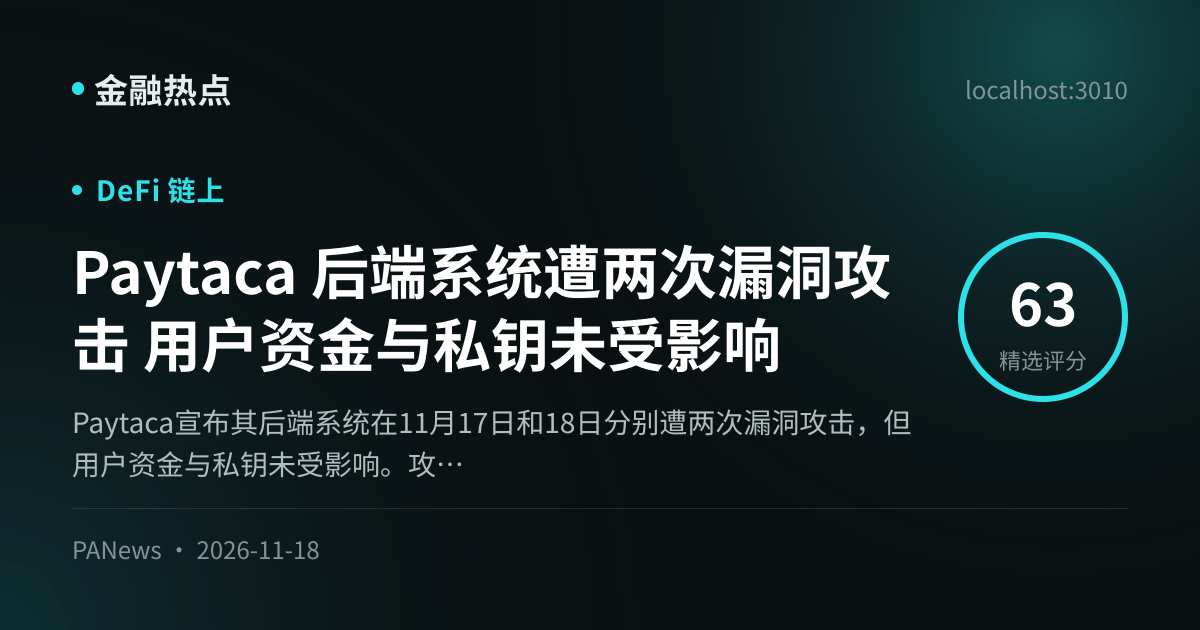 金融热点
localhost:3010
DeFi 链上
Paytaca 后端系统遭两次漏洞攻
击 用户资金与私钥未受影响
63
精选评分
Paytaca宣布其后端系统在11月17日和18日分别遭两次漏洞攻击，但
用户资金与私钥未受影响。攻…
PANews • 2026-11-18